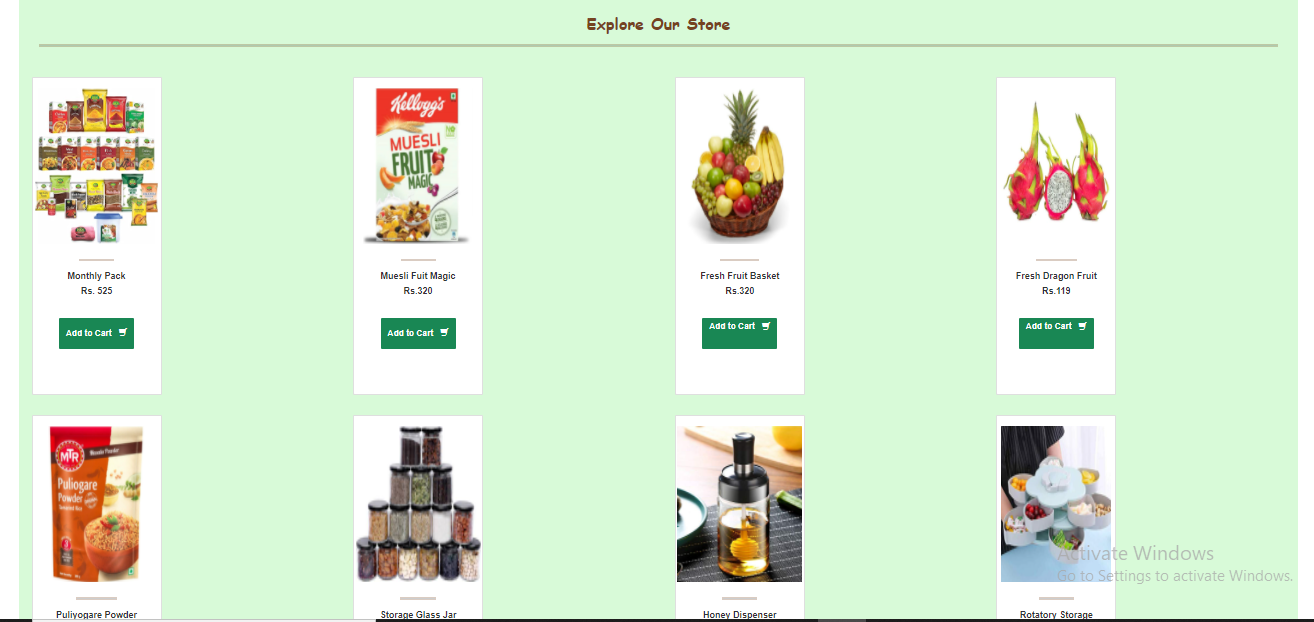 Explore Our Store
Kellogg's
MUESLI
FRUIT
MAGIC
Monthly Pack
Rs. 525
Add to Cart
Muesli Fuit Magic
Rs.320
Add to Cart
Fresh Fruit Basket
Rs.320
Add to Cart
Fresh Dragon Fruit
Rs.119
Add to Cart
MTR
Puliogare
Powder
Puliyogare Powder
Storage Glass Jar
Honey Dispenser
Rotatory Storage
Activate Windows
Go to Settings to activate Windows.